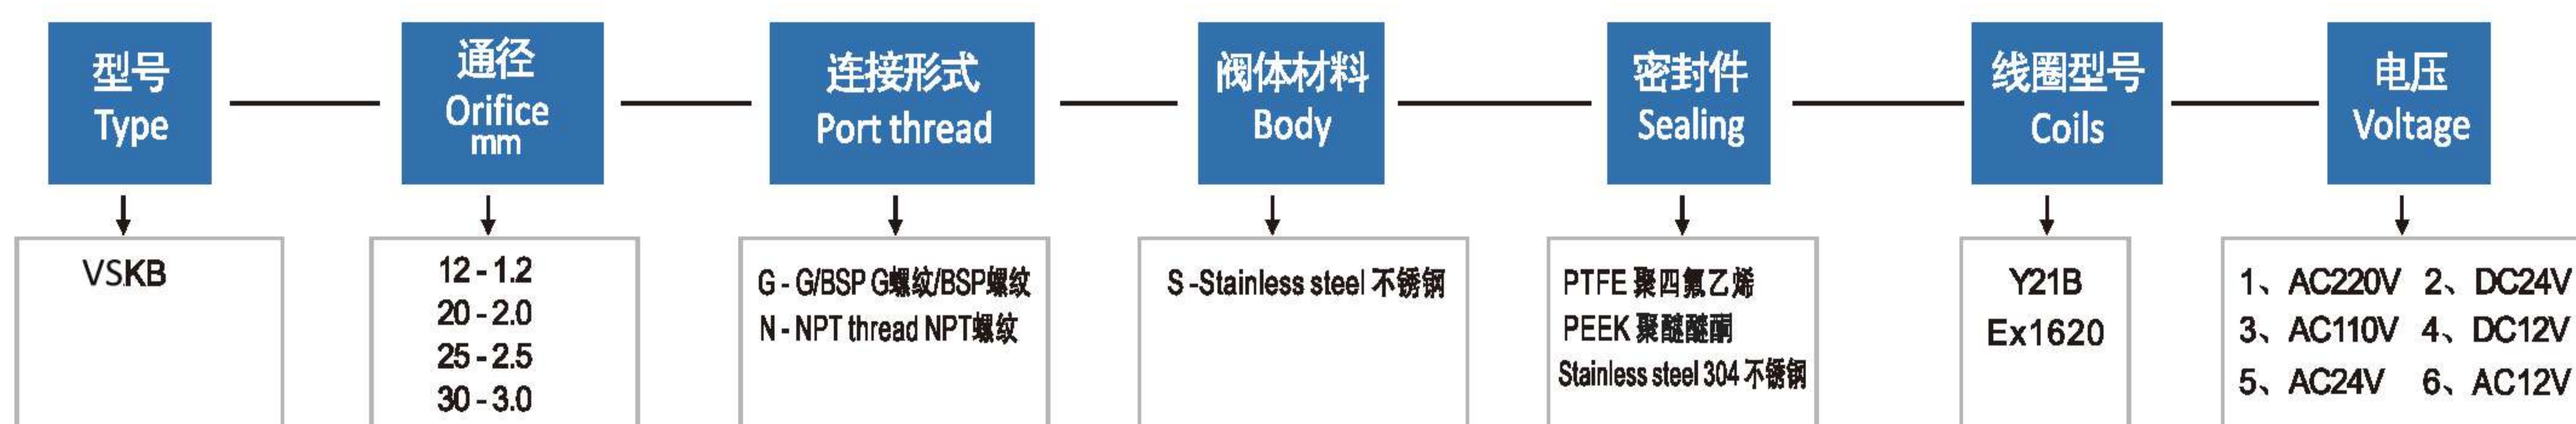 型号
Type
通径
Orifice
mm
连接形式
Port thread
阀体材料
Body
密封件
Sealing
线圈型号
Coils
电压
Voltage
VSKB
12 - 1.2
20 - 2.0
25 - 2.5
30 - 3.0
G - G/BSP G螺纹/BSP螺纹
N - NPT thread NPT螺纹
S -Stainless steel 不锈钢
PTFE 聚四氟乙烯
PEEK 聚醚醚酮
Stainless steel 304 不锈钢
Y21B
Ex1620
1、AC220V 2、DC24V
3、AC110V 4、DC12V
5、AC24V 6、AC12V